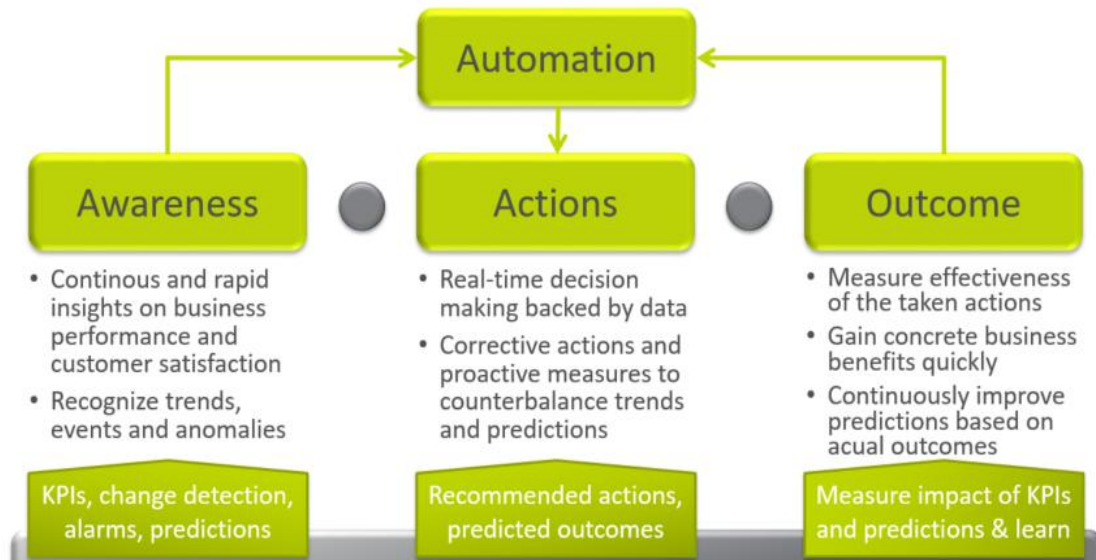 Automation
Awareness
Actions
Outcome
• Continous and rapid
insights on business
performance and
customer satisfaction
• Recognize trends,
events and anomalies
• Real-time decision
making backed by data
• Corrective actions and
proactive measures to
counterbalance trends
and predictions
• Measure effectiveness
of the taken actions
• Gain concrete business
benefits quickly
• Continuously improve
predictions based on
acual outcomes
KPIs, change detection,
alarms, predictions
Recommended actions,
predicted outcomes
Measure impact of KPIs
and predictions & learn